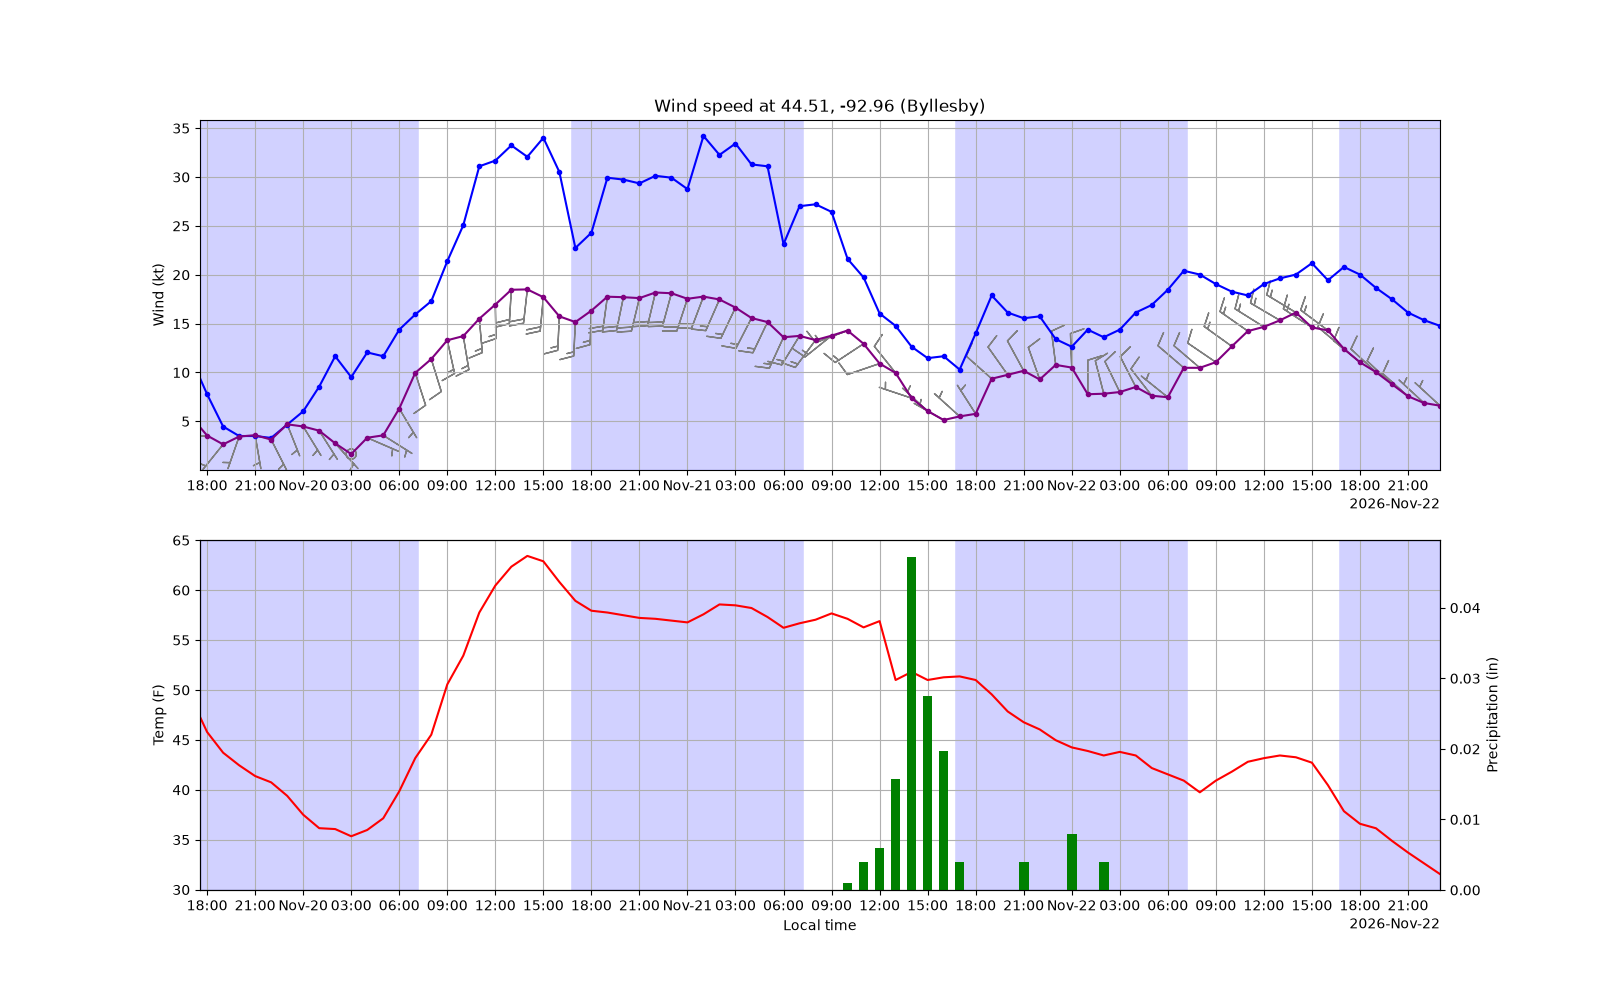 Wind speed at 44.51, -92.96 (Byllesby)
Wind (kt)
35
30
25
20
15
10
5
18:00 21:00 Nov-20 03:00 06:00 09:00 12:00 15:00 18:00 21:00 Nov-21 03:00 06:00 09:00 12:00 15:00 18:00 21:00 Nov-22 03:00 06:00 09:00 12:00 15:00 18:00 21:00
2026-Nov-22
Temp (F)
65
60
55
50
45
40
35
30
0.04
0.03
0.02
0.01
0.00
Precipitation (in)
18:00 21:00 Nov-20 03:00 06:00 09:00 12:00 15:00 18:00 21:00 Nov-21 03:00 06:00 09:00 12:00 15:00 18:00 21:00 Nov-22 03:00 06:00 09:00 12:00 15:00 18:00 21:00
Local time
2026-Nov-22